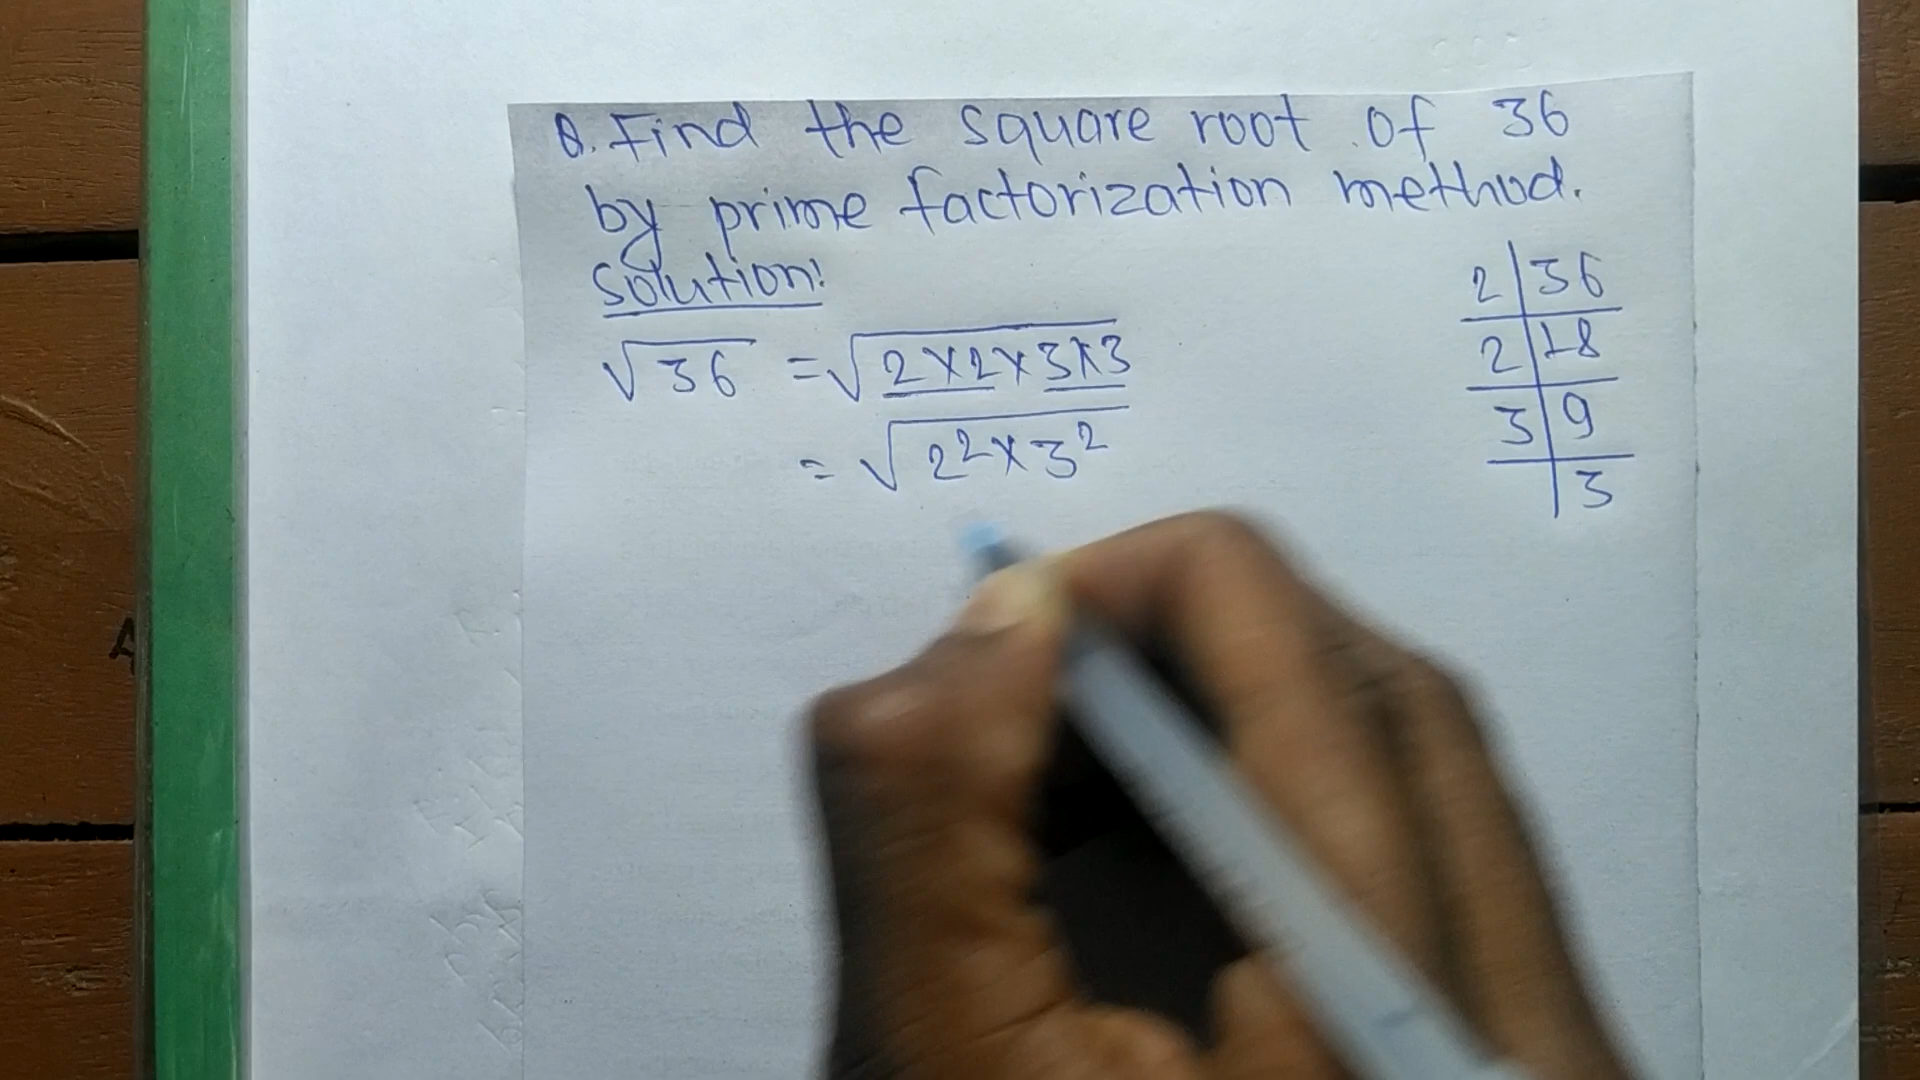 Q. Find the square root of 36
by prime factorization method.
Solution:
√36 = √2×2×3×3
= √2²×3²
2 | 36
2 | 18
3 | 9
| 3